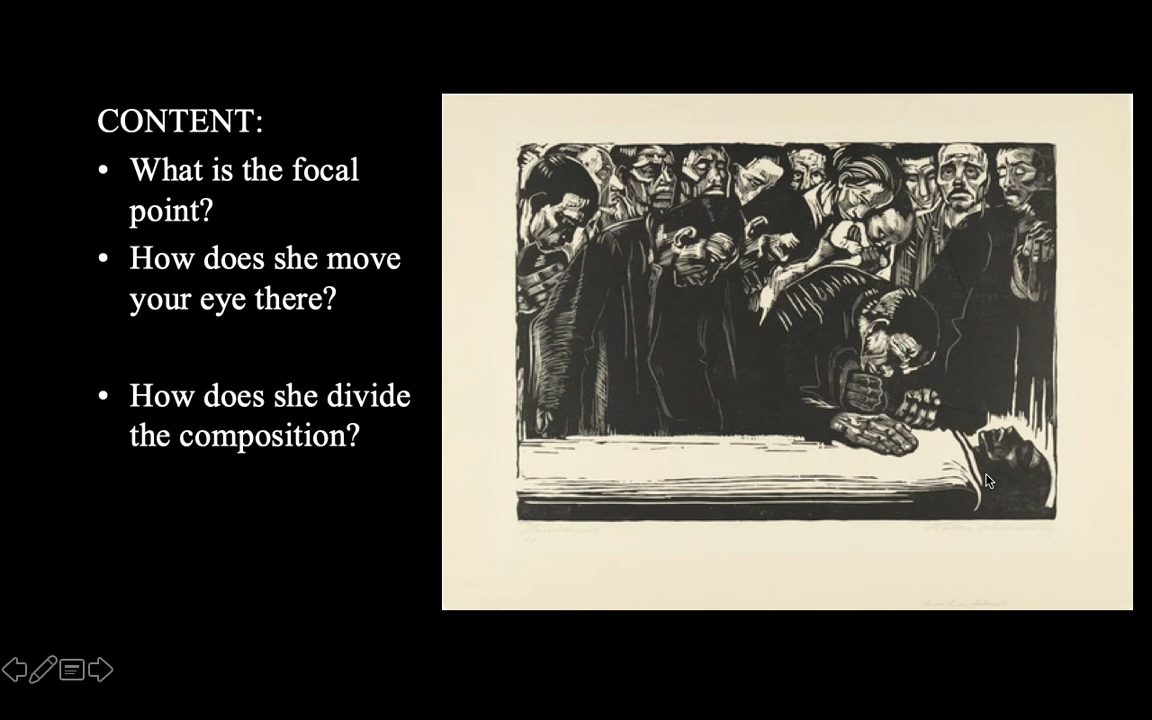 CONTENT:
• What is the focal
point?
• How does she move
your eye there?
• How does she divide
the composition?